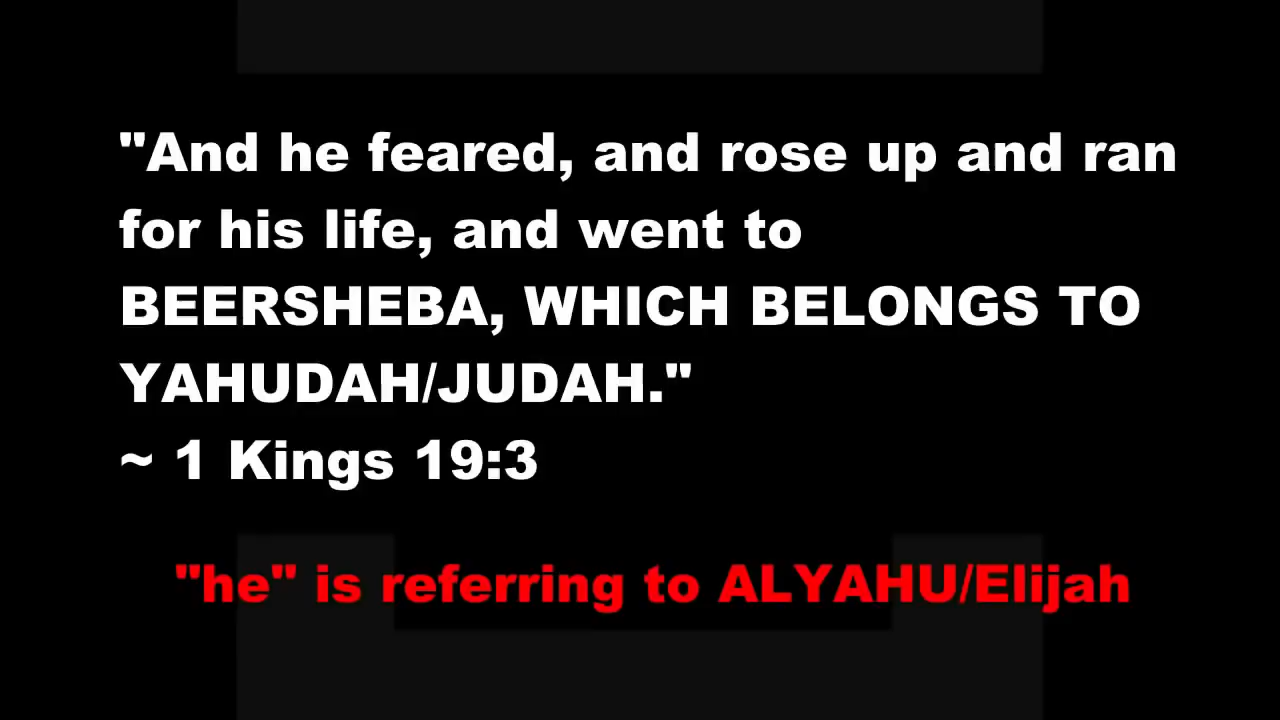 "And he feared, and rose up and ran
for his life, and went to
BEERSHEBA, WHICH BELONGS TO
YAHUDAH/JUDAH."
~ 1 Kings 19:3
"he" is referring to ALYAHU/Elijah